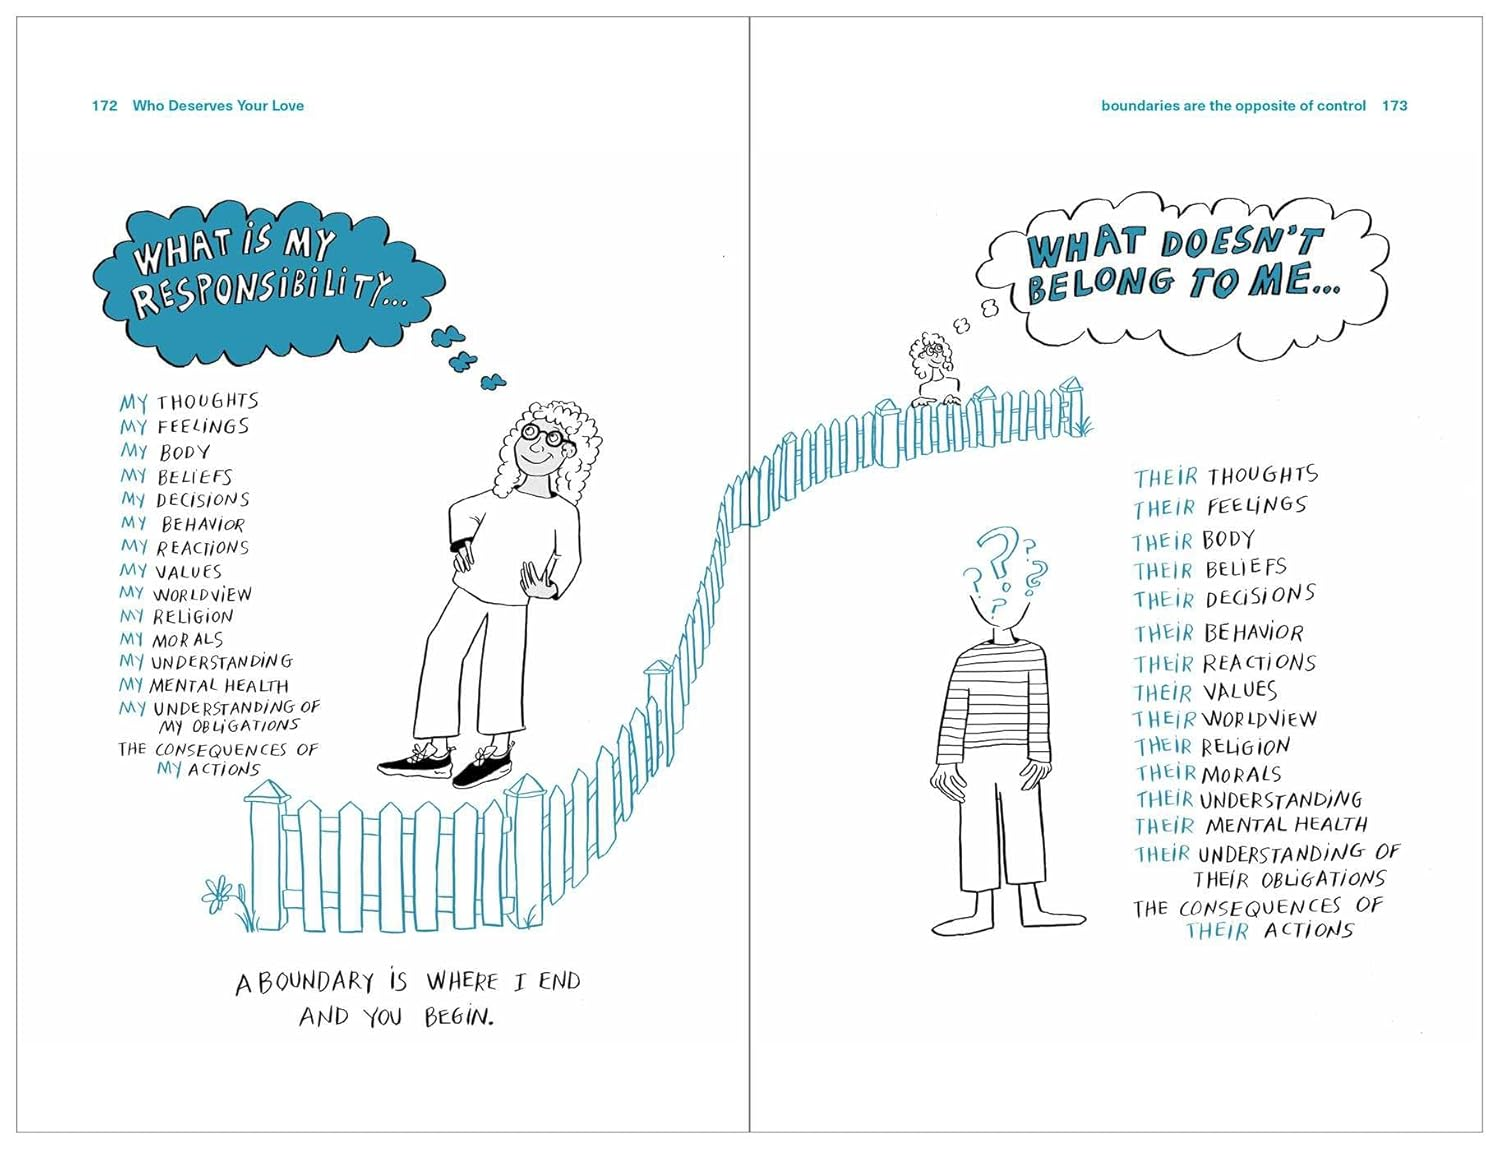 172 Who Deserves Your Love
WHAT iS MY
RESPONSiBiLiTY...
MY THOUGHTS
MY FEELiNGS
MY BODY
MY BELiEFS
MY DECiSiONS
MY BEHAViOR
MY REACTiONS
MY VALUES
MY WORLDViEW
MY RELiGiON
MY MORALS
MY UNDERSTANDiNG
MY MENTAL HEALTH
MY UNDERSTANDiNG OF
MY OBLiGATiONS
THE CONSEQUENCES OF
MY ACTiONS
A BOUNDARY iS WHERE I END
AND YOU BEGiN.
boundaries are the opposite of control 173
WHAT DOESN'T
BELONG TO ME...
? ? ? ? ?
THEiR THOUGHTS
THEiR FEELiNGS
THEiR BODY
THEiR BELiEFS
THEiR DECiSiONS
THEiR BEHAViOR
THEiR REACTiONS
THEiR VALUES
THEiR WORLDViEW
THEiR RELiGiON
THEiR MORALS
THEiR UNDERSTANDiNG
THEiR MENTAL HEALTH
THEiR UNDERSTANDiNG OF
THEiR OBLiGATiONS
THE CONSEQUENCES OF
THEiR ACTiONS